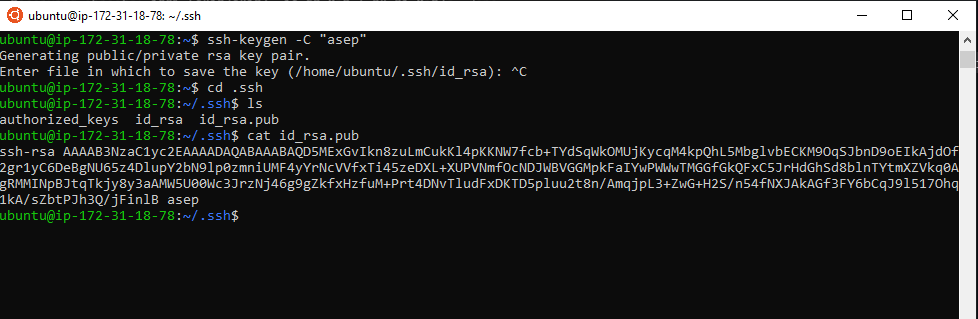 ubuntu@ip-172-31-18-78: ~/.ssh
ubuntu@ip-172-31-18-78:~$ ssh-keygen -C "asep"
Generating public/private rsa key pair.
Enter file in which to save the key (/home/ubuntu/.ssh/id_rsa): ^C
ubuntu@ip-172-31-18-78:~$ cd .ssh
ubuntu@ip-172-31-18-78:~/.ssh$ ls
authorized_keys  id_rsa  id_rsa.pub
ubuntu@ip-172-31-18-78:~/.ssh$ cat id_rsa.pub
ssh-rsa AAAAB3NzaC1yc2EAAAADAQABAAABAQD5MExGvIkn8zuLmCukKl4pKKNW7fcb+TYdSqWkOMUjKycqM4kpQhL5MbglvbECKM9OqSJbnD9oEIkAjdOf
2gr1yC6DeBgNU65z4DlupY2bN9lp0zmniUMF4yYrNcVVfxTi45zeDXL+XUPVNmfOcNDJWBVGGMpkFaIYwPWWwTMGGfGkQFxC5JrHdGhSd8blnTYtmXZVkq0A
gRMMINpBJtqTkjy8y3aAMW5U00Wc3JrzNj46g9gZkfxHzfuM+Prt4DNvTludFxDKTD5pluu2t8n/AmqjpL3+ZwG+H2S/n54fNXJAkAGf3FY6bCqJ9l517Ohq
1kA/sZbtPJh3Q/jFinlB asep
ubuntu@ip-172-31-18-78:~/.ssh$